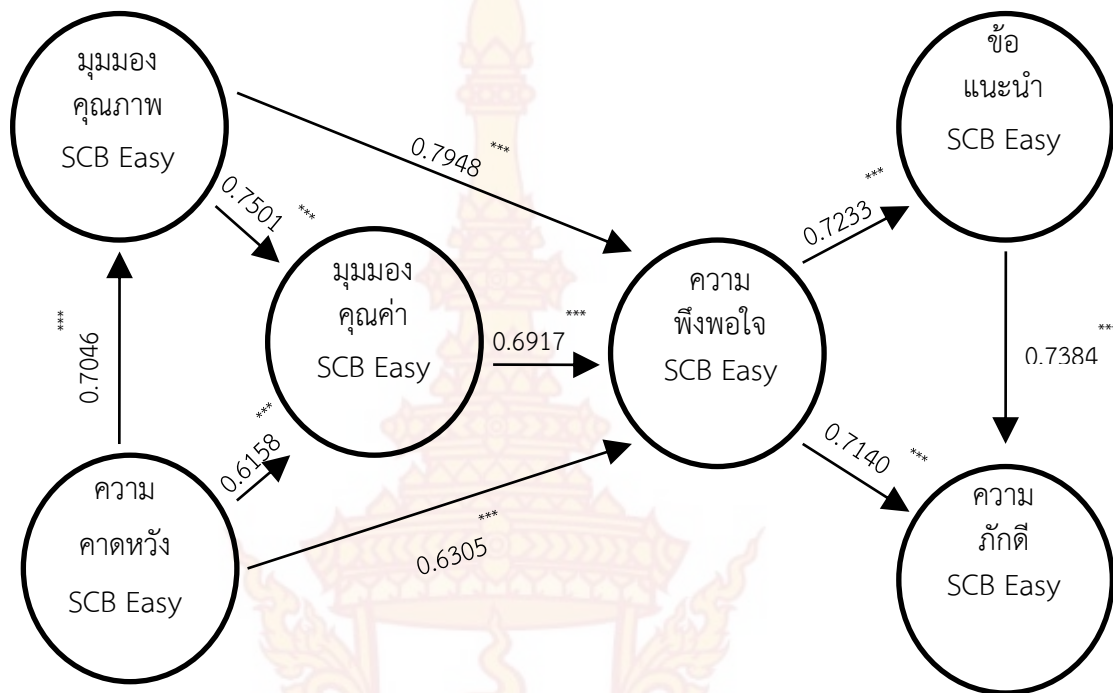 มุมมอง
คุณภาพ
SCB Easy
ข้อ
แนะนำ
SCB Easy
0.7948 ***
0.7233 ***
0.7501 ***
มุมมอง
คุณค่า
SCB Easy
ความ
พึงพอใจ
SCB Easy
0.6917 ***
0.7046 ***
0.7384 ***
0.6158 ***
0.7140 ***
0.6305 ***
ความ
คาดหวัง
SCB Easy
ความ
ภักดี
SCB Easy